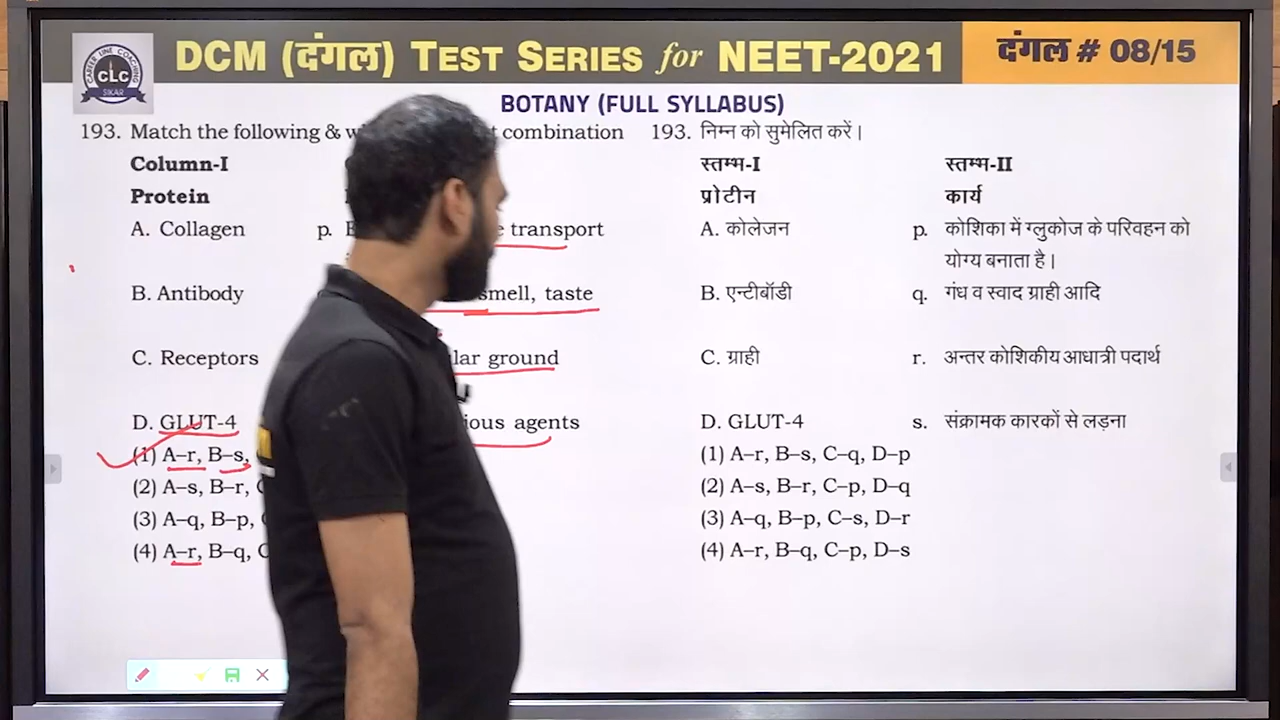 DCM (दंगल) TEST SERIES for NEET-2021
दंगल # 08/15
CAREER LINE COACHING
CLC
SIKAR
BOTANY (FULL SYLLABUS)
193. Match the following & combination
Column-I
Protein
A. Collagen p. transport
B. Antibody smell, taste
C. Receptors ground
D. GLUT-4 agents
(1) A–r, B–s,
(2) A–s, B–r,
(3) A–q, B–p,
(4) A–r, B–q,
193. निम्न को सुमेलित करें।
स्तम्भ-I स्तम्भ-II
प्रोटीन कार्य
A. कोलेजन p. कोशिका में ग्लुकोज के परिवहन को
योग्य बनाता है।
B. एन्टीबॉडी q. गंध व स्वाद ग्राही आदि
C. ग्राही r. अन्तर कोशिकीय आधात्री पदार्थ
D. GLUT-4 s. संक्रामक कारकों से लड़ना
(1) A–r, B–s, C–q, D–p
(2) A–s, B–r, C–p, D–q
(3) A–q, B–p, C–s, D–r
(4) A–r, B–q, C–p, D–s